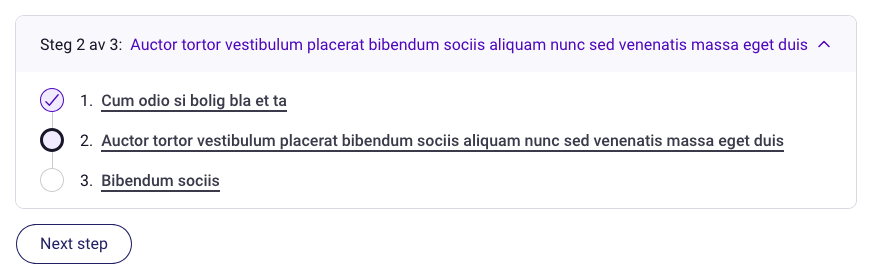 Steg 2 av 3: Auctor tortor vestibulum placerat bibendum sociis aliquam nunc sed venenatis massa eget duis
1. Cum odio si bolig bla et ta
2. Auctor tortor vestibulum placerat bibendum sociis aliquam nunc sed venenatis massa eget duis
3. Bibendum sociis
Next step